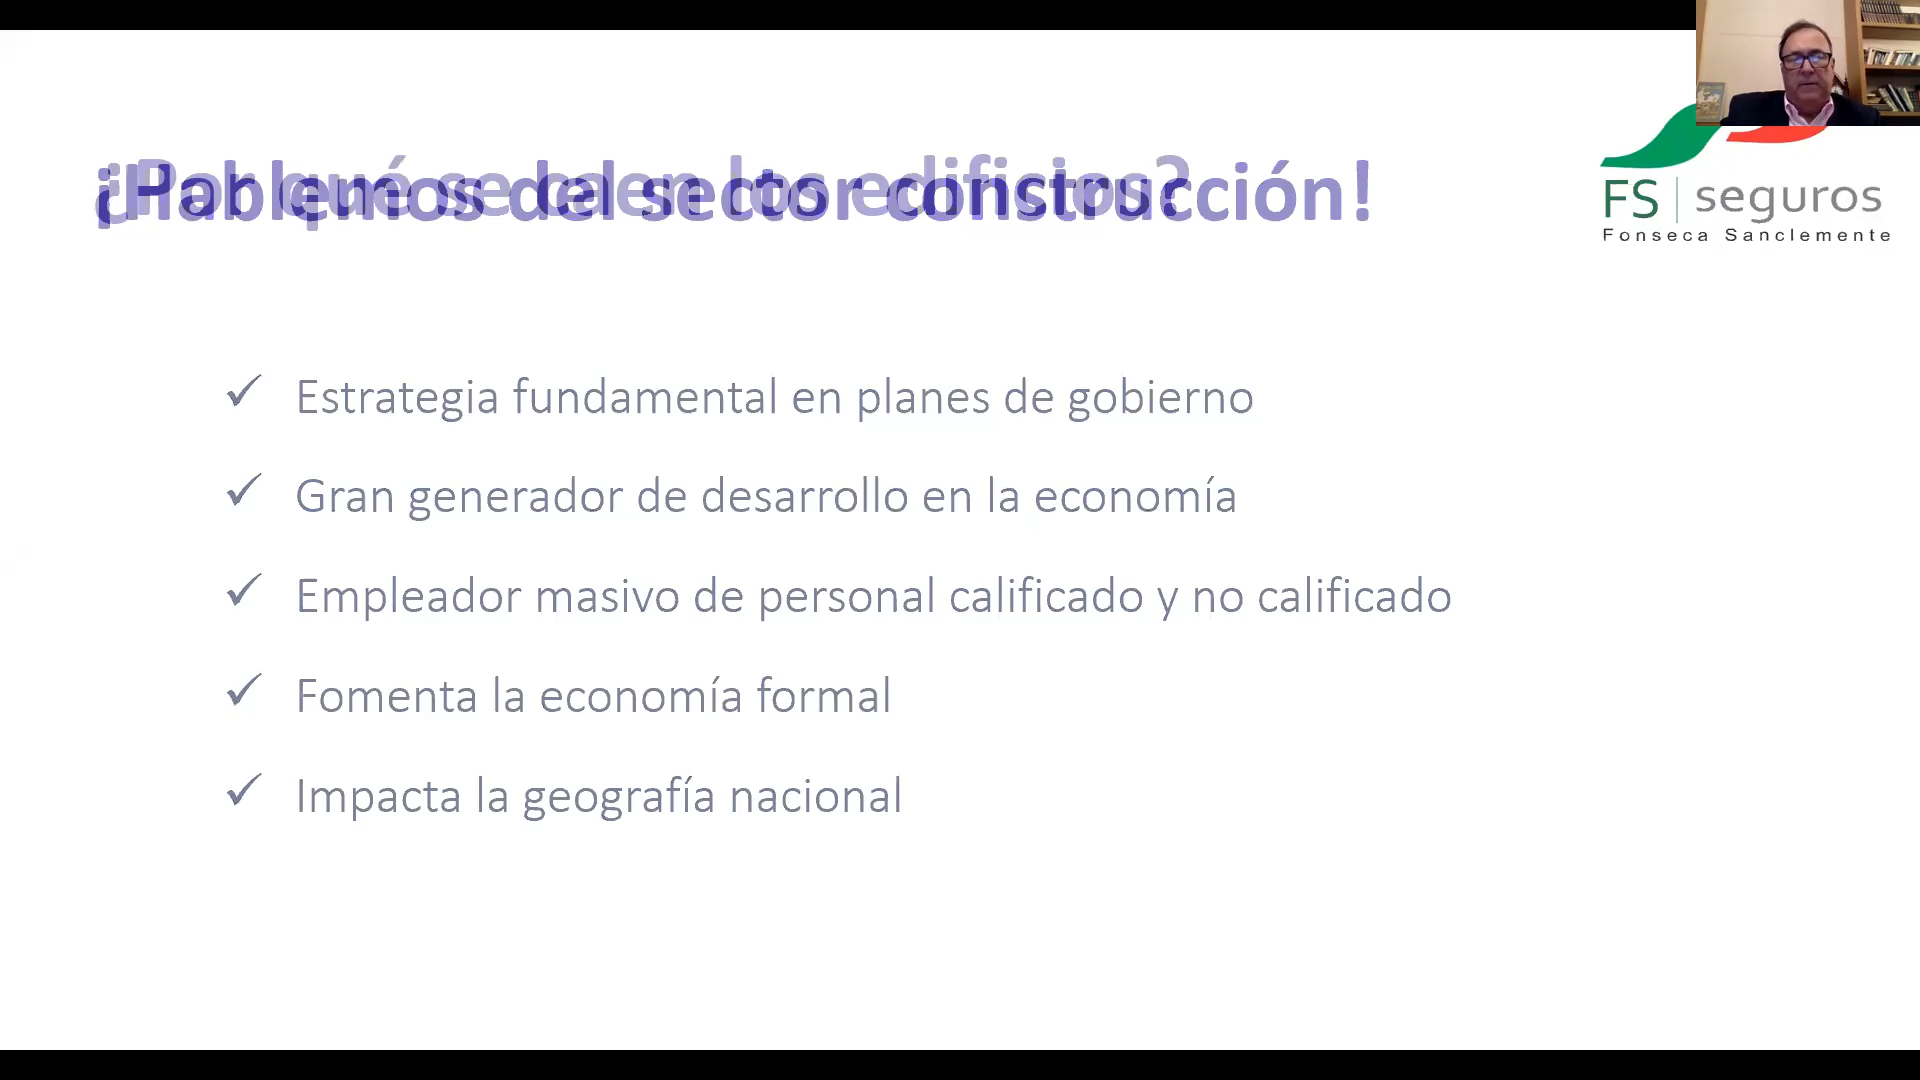 ¿Por qué se caen los edificios?
¡Hablemos del sector construcción!
FS | seguros
Fonseca Sanclemente
✓ Estrategia fundamental en planes de gobierno
✓ Gran generador de desarrollo en la economía
✓ Empleador masivo de personal calificado y no calificado
✓ Fomenta la economía formal
✓ Impacta la geografía nacional